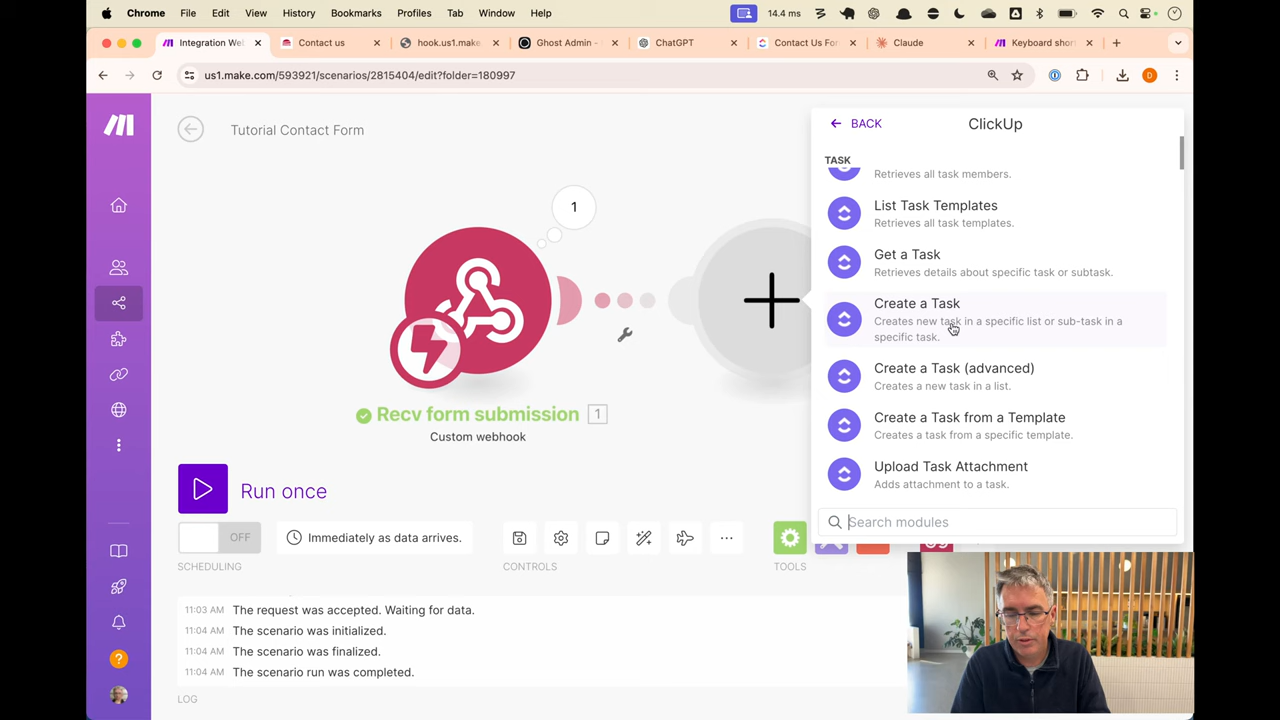 Chrome File Edit View History Bookmarks Profiles Tab Window Help 14.4 ms
Integration We
Contact us
hook.us1.make
Ghost Admin -
ChatGPT
Contact Us For
Claude
Keyboard shor
us1.make.com/593921/scenarios/2815404/edit?folder=180997
Tutorial Contact Form
BACK
ClickUp
TASK
Retrieves all task members.
List Task Templates
Retrieves all task templates.
Get a Task
Retrieves details about specific task or subtask.
Create a Task
Creates new task in a specific list or sub-task in a
specific task.
Create a Task (advanced)
Creates a new task in a list.
Create a Task from a Template
Creates a task from a specific template.
Upload Task Attachment
Adds attachment to a task.
Search modules
1
Recv form submission 1
Custom webhook
Run once
OFF
Immediately as data arrives.
SCHEDULING
CONTROLS
TOOLS
11:03 AM The request was accepted. Waiting for data.
11:04 AM The scenario was initialized.
11:04 AM The scenario was finalized.
11:04 AM The scenario run was completed.
LOG